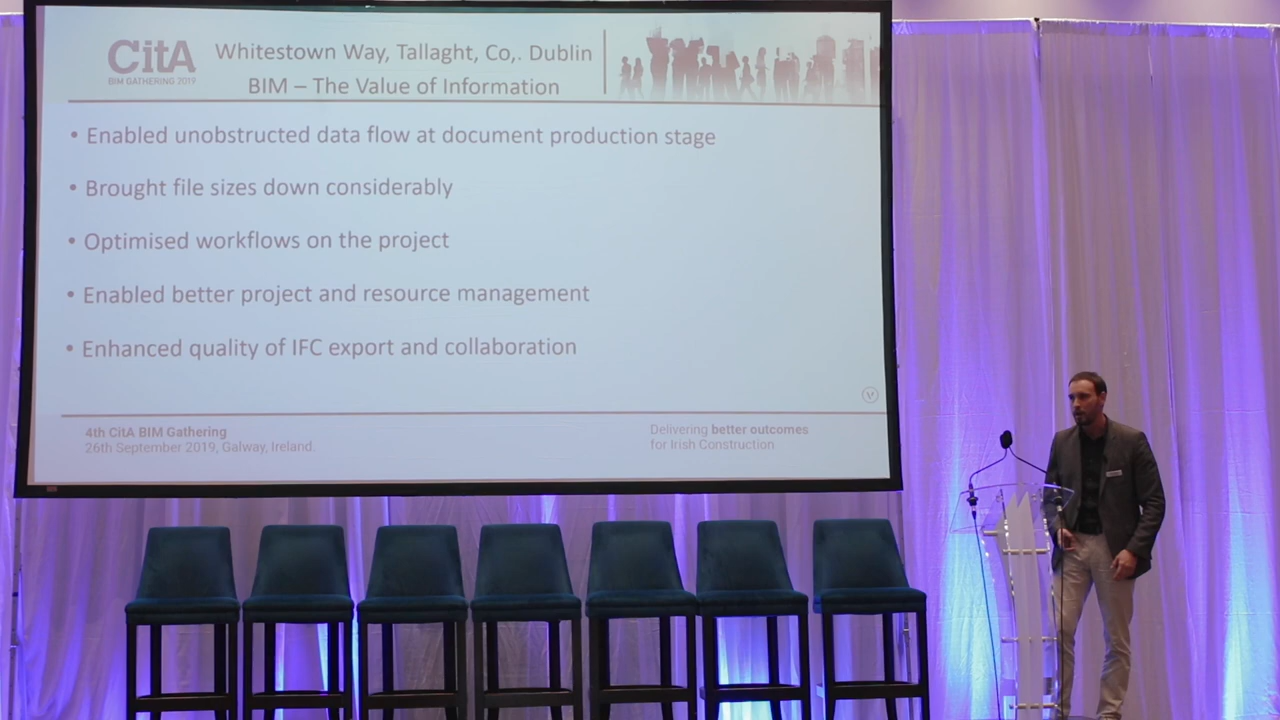 CitA
BIM GATHERING 2019
Whitestown Way, Tallaght, Co,. Dublin
BIM – The Value of Information
• Enabled unobstructed data flow at document production stage
• Brought file sizes down considerably
• Optimised workflows on the project
• Enabled better project and resource management
• Enhanced quality of IFC export and collaboration
4th CitA BIM Gathering
26th September 2019, Galway, Ireland.
Delivering better outcomes
for Irish Construction